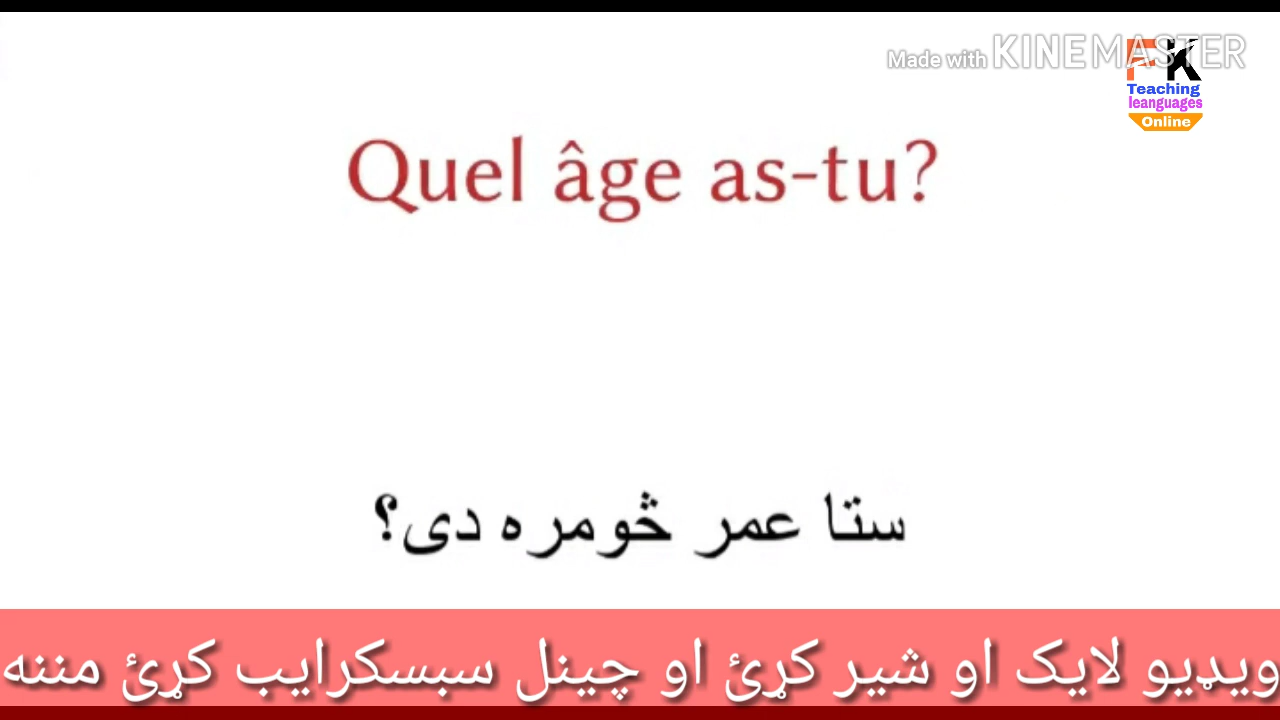 Made with KINEMASTER
FK
Teaching
leanguages
Online
Quel âge as-tu?
ستا عمر څومره دی؟
ویډیو لایک او شیر کړئ او چینل سبسکرایب کړئ مننه